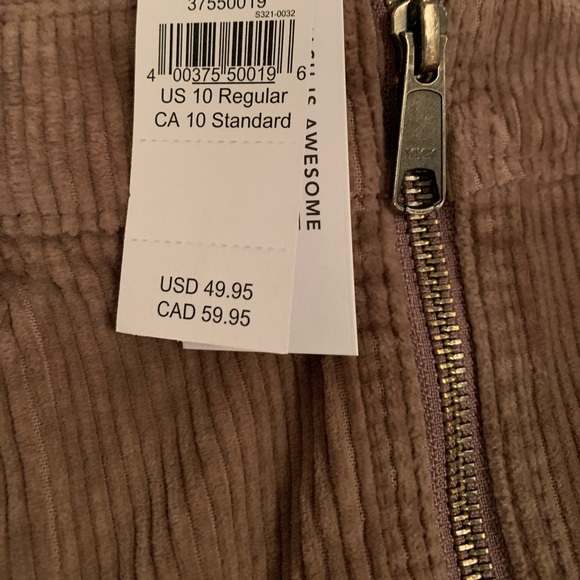 37550019
S321-0032
4 00375 50019 6
US 10 Regular
CA 10 Standard
USD 49.95
CAD 59.95
AWESOME
YKK